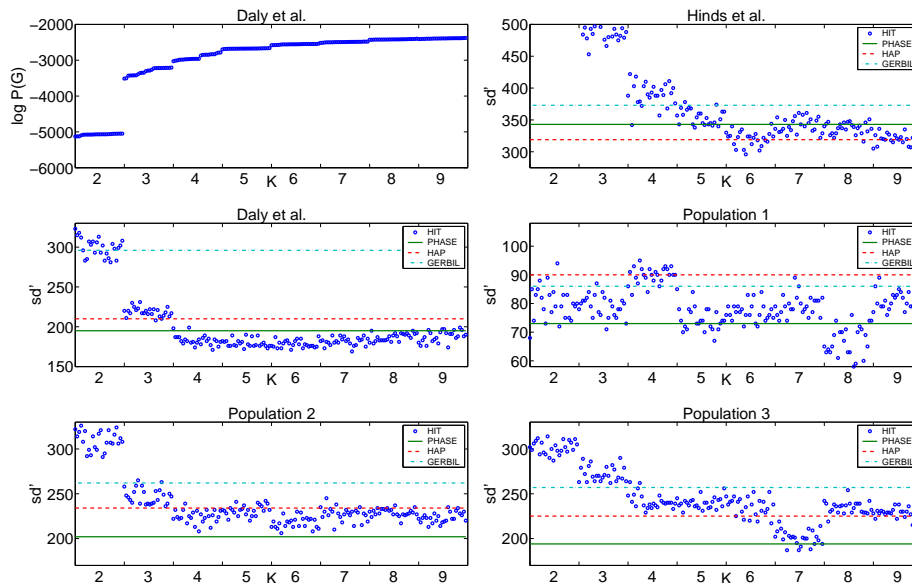 Daly et al.
log P(G)
−2000
−3000
−4000
−5000
−6000
2 3 4 5 K 6 7 8 9
Hinds et al.
sd'
500
450
400
350
300
HIT
PHASE
HAP
GERBIL
2 3 4 5 K 6 7 8 9
Daly et al.
sd'
300
250
200
150
HIT
PHASE
HAP
GERBIL
2 3 4 5 K 6 7 8 9
Population 1
sd'
100
90
80
70
60
HIT
PHASE
HAP
GERBIL
2 3 4 5 K 6 7 8 9
Population 2
sd'
300
250
200
HIT
PHASE
HAP
GERBIL
2 3 4 5 K 6 7 8 9
Population 3
sd'
300
250
200
HIT
PHASE
HAP
GERBIL
2 3 4 5 K 6 7 8 9